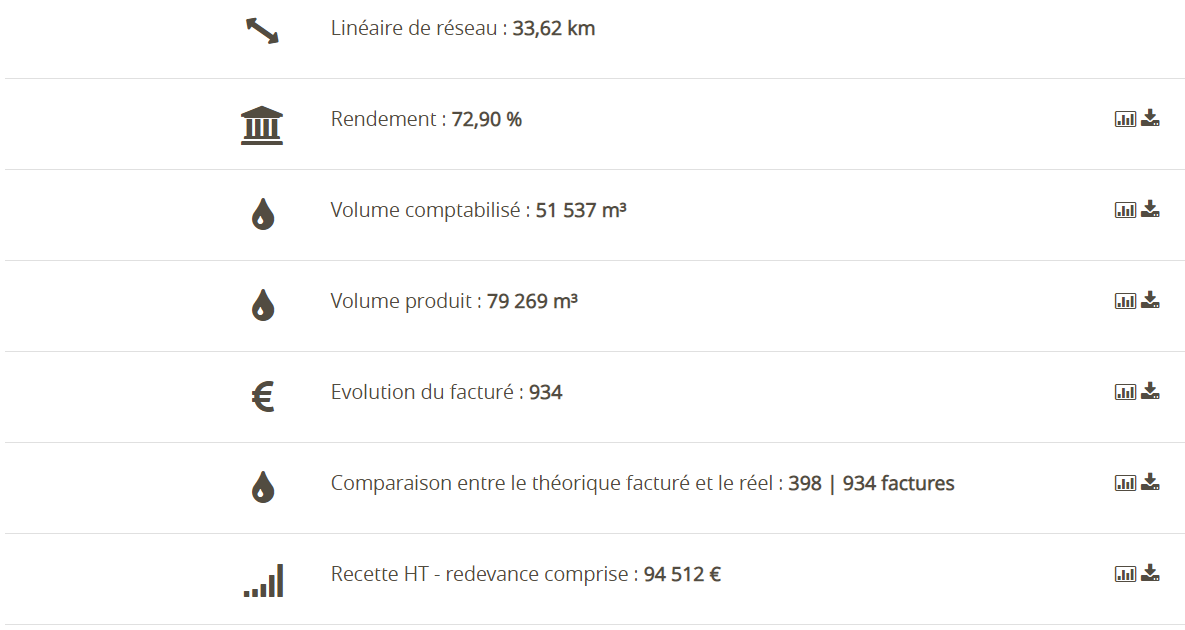 Linéaire de réseau : 33,62 km
Rendement : 72,90 %
Volume comptabilisé : 51 537 m³
Volume produit : 79 269 m³
Evolution du facturé : 934
Comparaison entre le théorique facturé et le réel : 398 | 934 factures
Recette HT - redevance comprise : 94 512 €